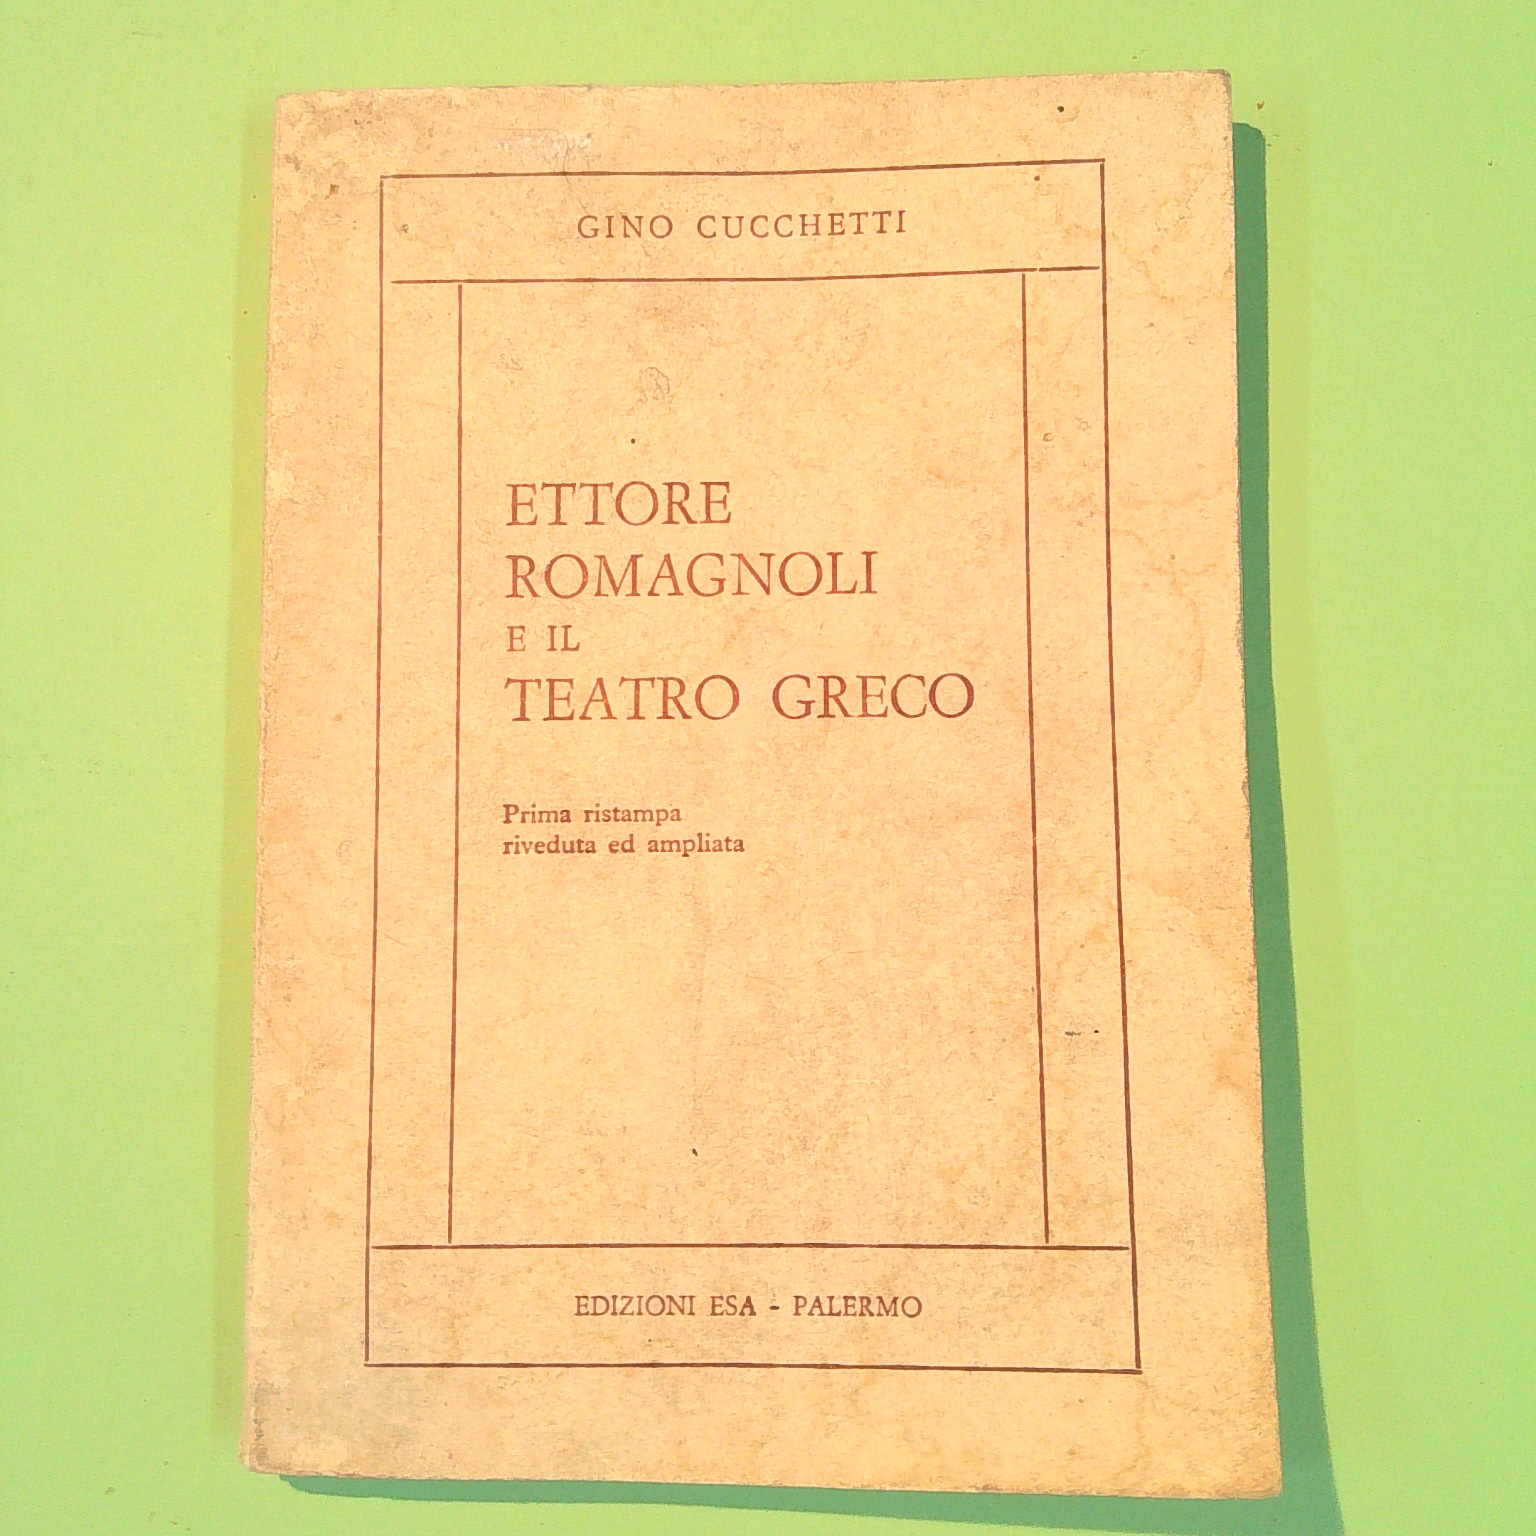 GINO CUCCHETTI
ETTORE
ROMAGNOLI
E IL
TEATRO GRECO
Prima ristampa
riveduta ed ampliata
EDIZIONI ESA - PALERMO